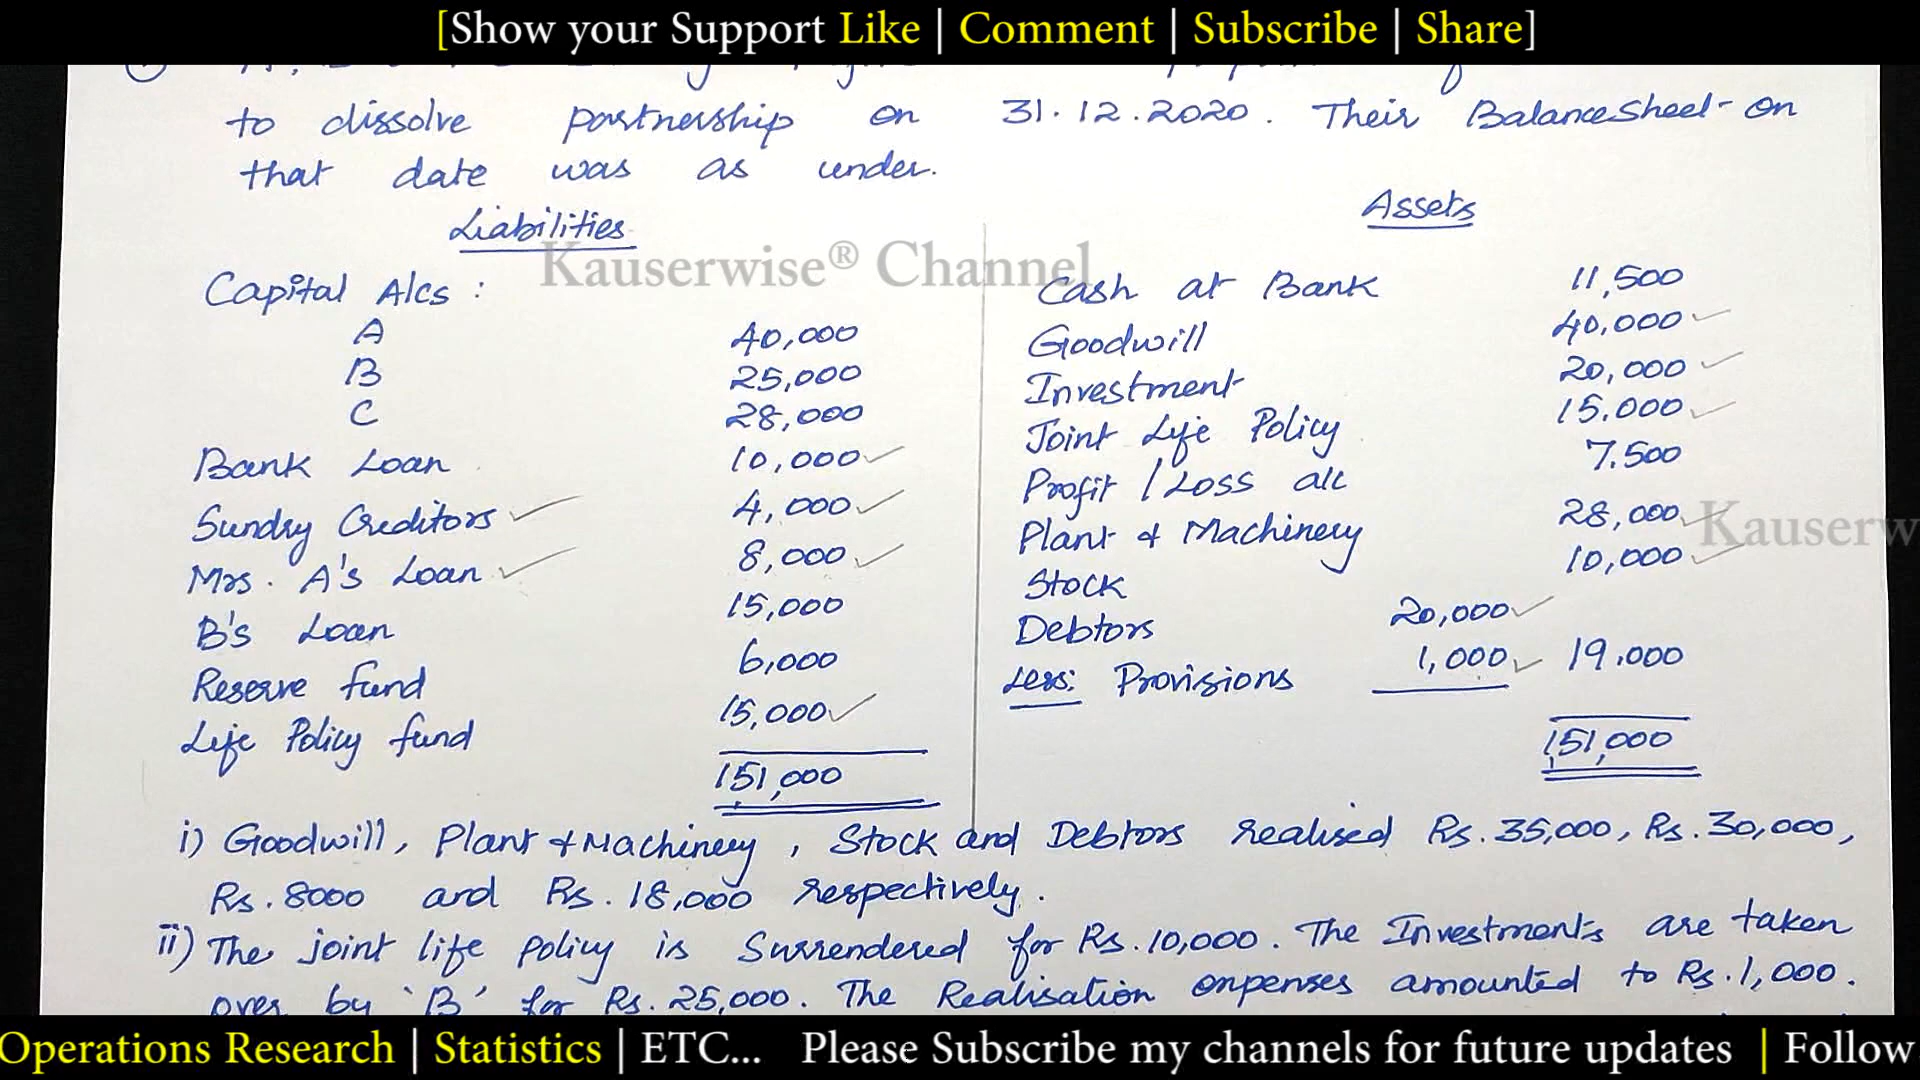 [Show your Support Like | Comment | Subscribe | Share]
to dissolve partnership on 31.12.2020. Their Balance Sheet on
that date was as under.
Liabilities
Assets
Kauserwise® Channel
Capital A/cs :
A 40,000
B 25,000
C 28,000
Bank Loan 10,000
Sundry Creditors 4,000
Mrs. A's Loan 8,000
B's Loan 15,000
Reserve fund 6,000
Life Policy fund 15,000
151,000
Cash at Bank 11,500
Goodwill 40,000
Investment 20,000
Joint Life Policy 15.000
Profit / Loss a/c 7.500
Plant & Machinery 28,000
Stock 10,000
Debtors 20,000
Less: Provisions 1,000 19.000
151,000
Kauserw
i) Goodwill, Plant & Machinery, Stock and Debtors realised Rs. 35,000, Rs. 30,000,
Rs. 8000 and Rs. 18,000 respectively.
ii) The joint life policy is Surrendered for Rs. 10,000. The Investments are taken
over by 'B' for Rs. 25,000. The Realisation expenses amounted to Rs. 1,000.
Operations Research | Statistics | ETC... Please Subscribe my channels for future updates | Follow